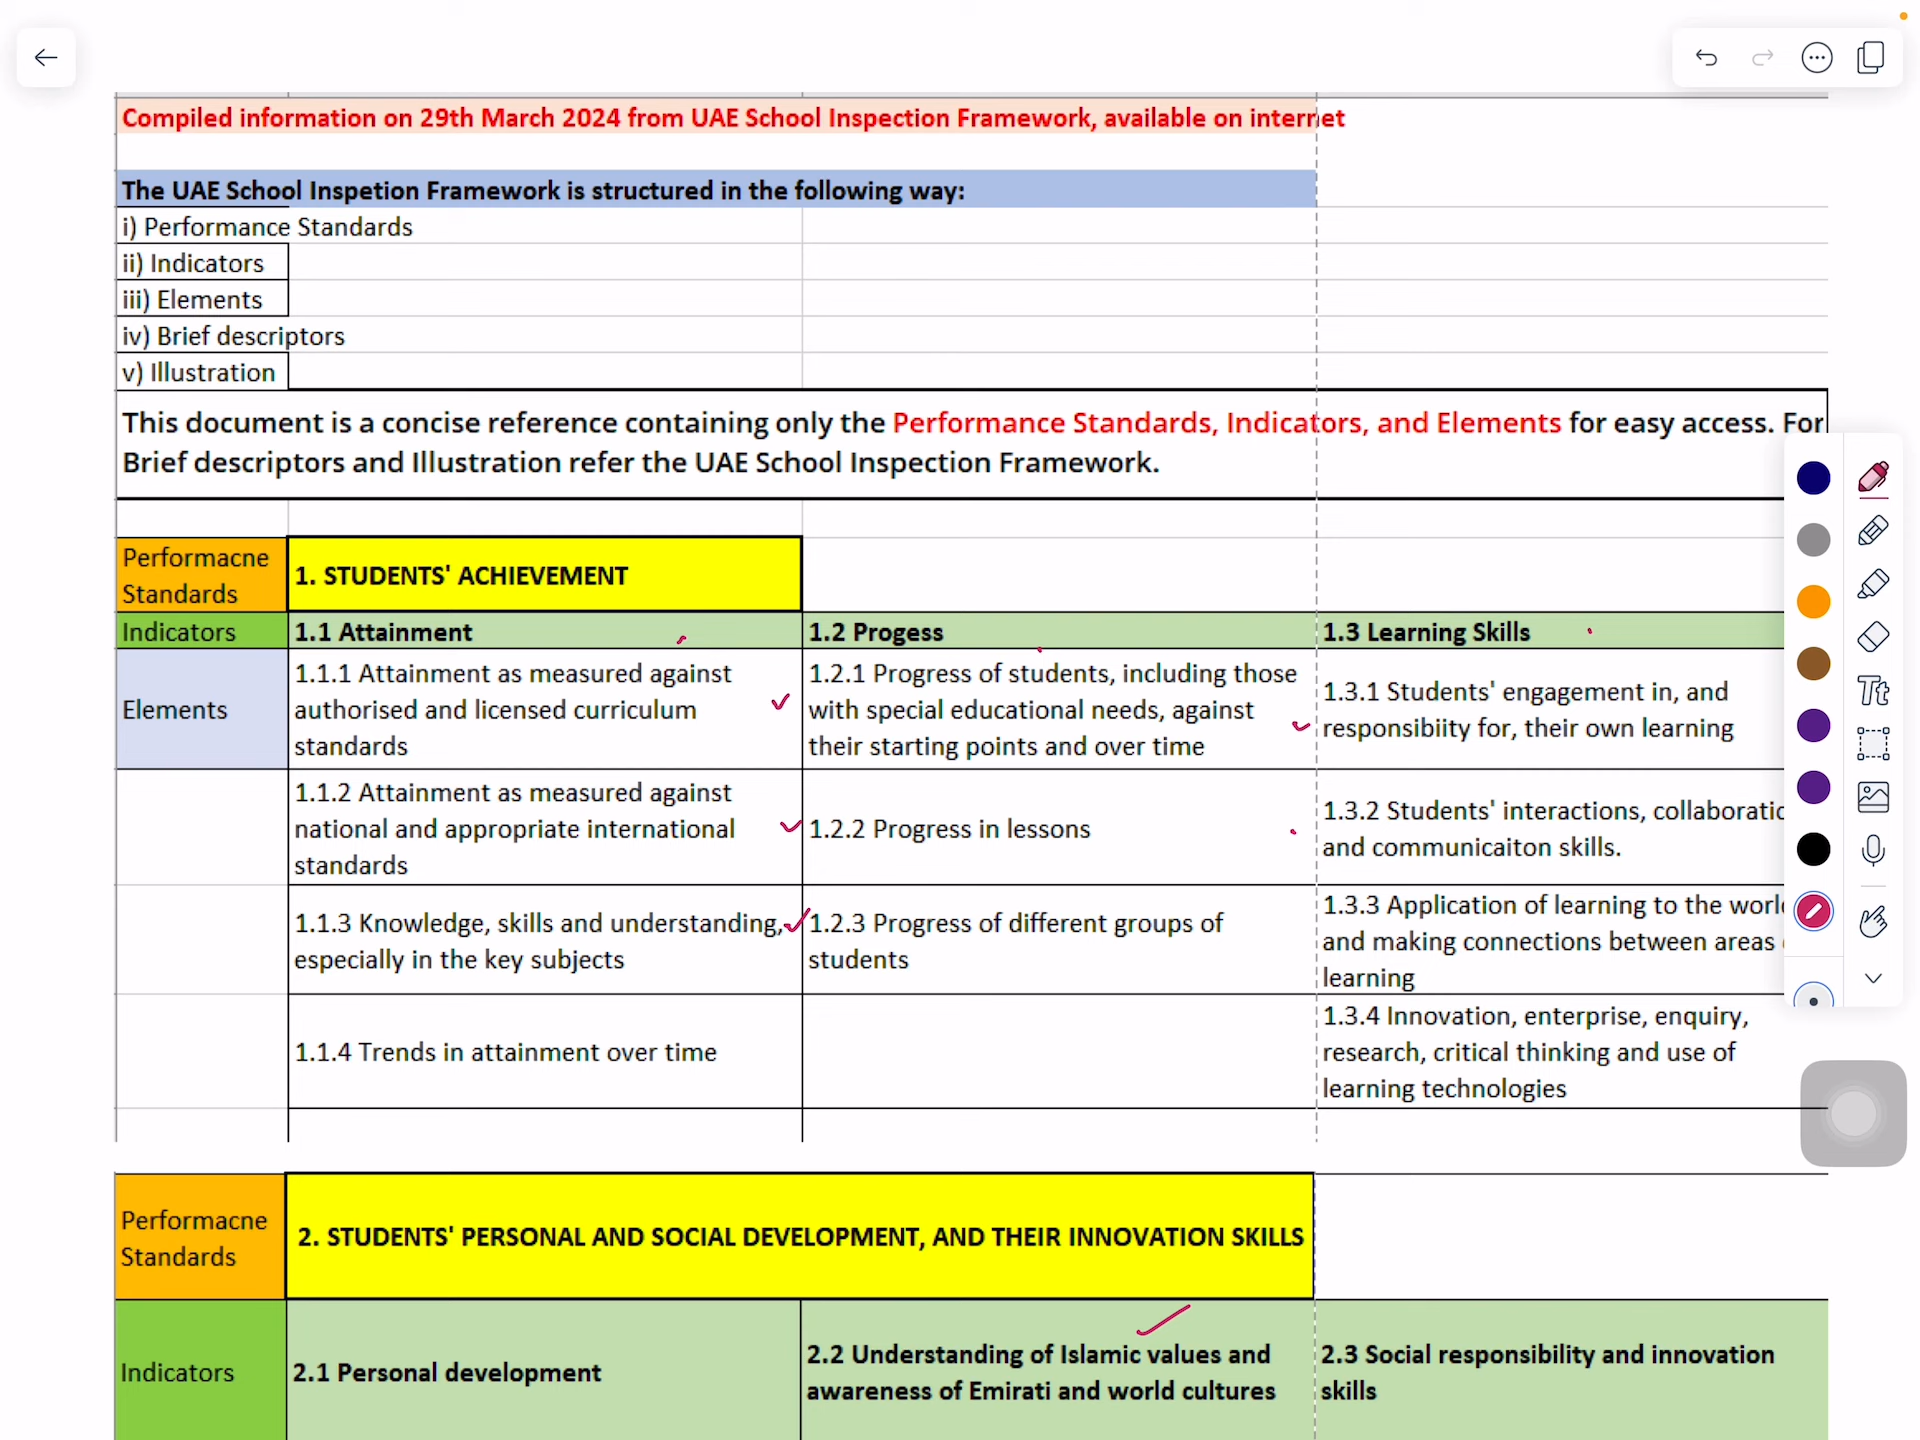 Compiled information on 29th March 2024 from UAE School Inspection Framework, available on internet
The UAE School Inspetion Framework is structured in the following way:
i) Performance Standards
ii) Indicators
iii) Elements
iv) Brief descriptors
v) Illustration
This document is a concise reference containing only the Performance Standards, Indicators, and Elements for easy access. For
Brief descriptors and Illustration refer the UAE School Inspection Framework.
Performacne
Standards
1. STUDENTS' ACHIEVEMENT
Indicators
1.1 Attainment
1.2 Progess
1.3 Learning Skills
Elements
1.1.1 Attainment as measured against
authorised and licensed curriculum
standards
1.2.1 Progress of students, including those
with special educational needs, against
their starting points and over time
1.3.1 Students' engagement in, and
responsibiity for, their own learning
1.1.2 Attainment as measured against
national and appropriate international
standards
1.2.2 Progress in lessons
1.3.2 Students' interactions,
and communicaiton skills.
1.1.3 Knowledge, skills and understanding,
especially in the key subjects
1.2.3 Progress of different groups of
students
1.3.3 Application of learning to the
and making connections between areas
learning
1.1.4 Trends in attainment over time
1.3.4 Innovation, enterprise, enquiry,
research, critical thinking and use of
learning technologies
Performacne
Standards
2. STUDENTS' PERSONAL AND SOCIAL DEVELOPMENT, AND THEIR INNOVATION SKILLS
Indicators
2.1 Personal development
2.2 Understanding of Islamic values and
awareness of Emirati and world cultures
2.3 Social responsibility and innovation
skills
Tt